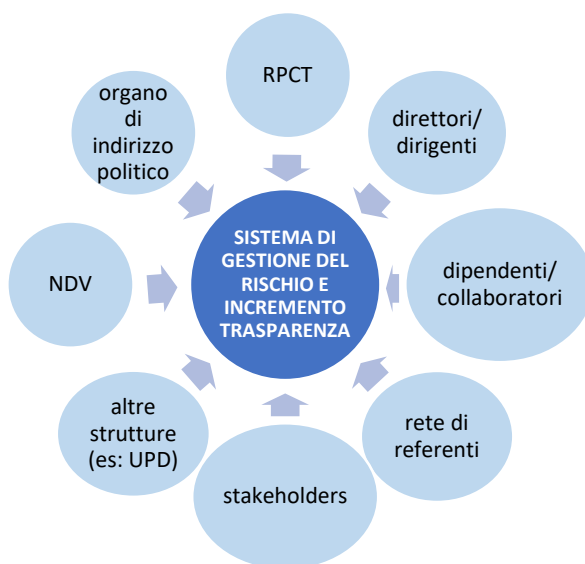 RPCT
organo
di
indirizzo
politico
direttori/
dirigenti
SISTEMA DI
GESTIONE DEL
RISCHIO E
INCREMENTO
TRASPARENZA
NDV
dipendenti/
collaboratori
altre
strutture
(es: UPD)
rete di
referenti
stakeholders